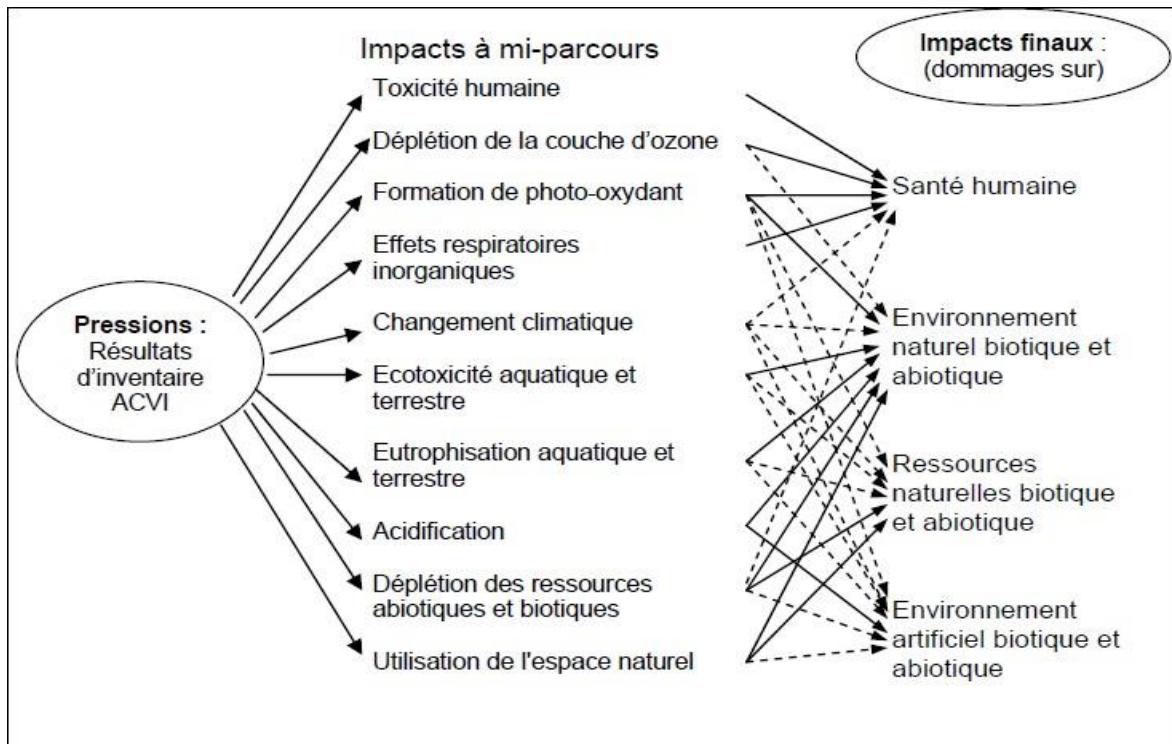 Impacts à mi-parcours
Toxicité humaine
Déplétion de la couche d'ozone
Formation de photo-oxydant
Effets respiratoires
inorganiques
Changement climatique
Ecotoxicité aquatique et
terrestre
Eutrophisation aquatique et
terrestre
Acidification
Déplétion des ressources
abiotiques et biotiques
Utilisation de l'espace naturel
Pressions :
Résultats
d'inventaire
ACVI
Impacts finaux :
(dommages sur)
Santé humaine
Environnement
naturel biotique et
abiotique
Ressources
naturelles biotique
et abiotique
Environnement
artificiel biotique et
abiotique